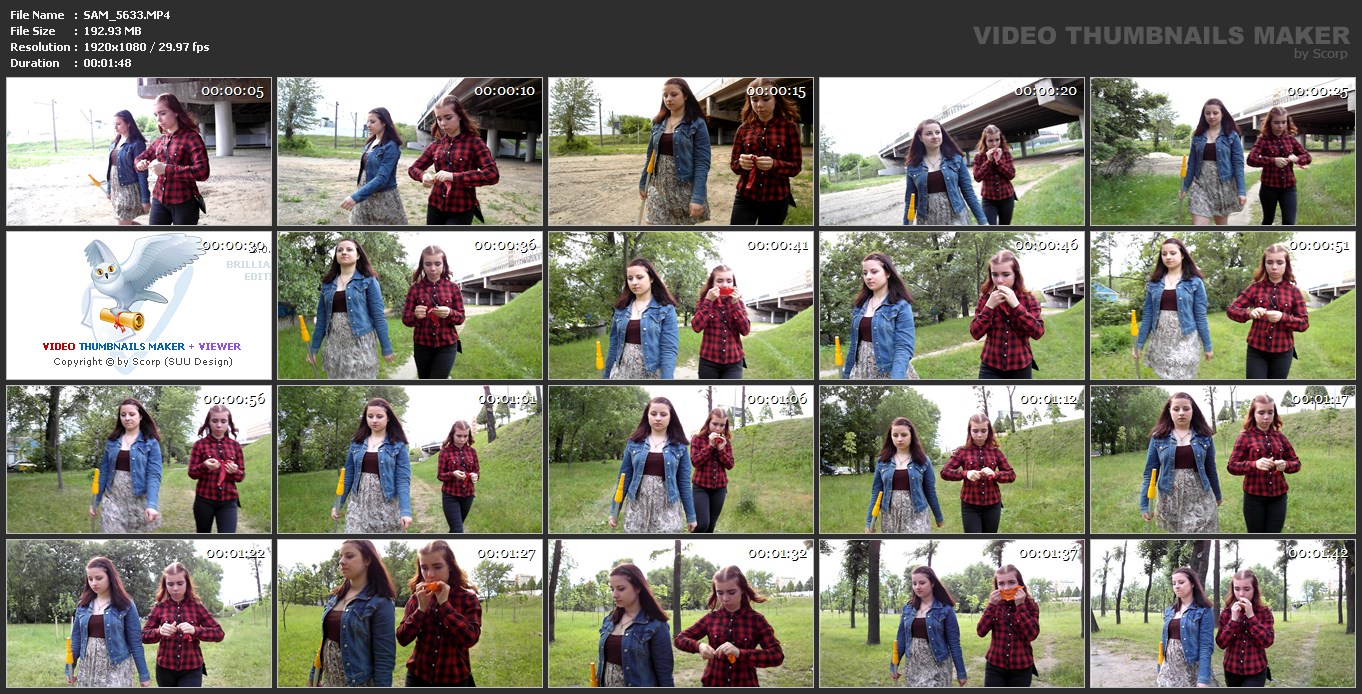 File Name : SAM_5633.MP4
File Size : 192.93 MB
Resolution : 1920x1080 / 29.97 fps
Duration : 00:01:48
VIDEO THUMBNAILS MAKER
by Scorp
00:00:05
00:00:10
00:00:15
00:00:20
00:00:25
00:00:30
BRILLIA
EDIT
VIDEO THUMBNAILS MAKER + VIEWER
Copyright © by Scorp (SUU Design)
00:00:36
00:00:41
00:00:46
00:00:51
00:00:56
00:01:01
00:01:06
00:01:12
00:01:17
00:01:22
00:01:27
00:01:32
00:01:37
00:01:42